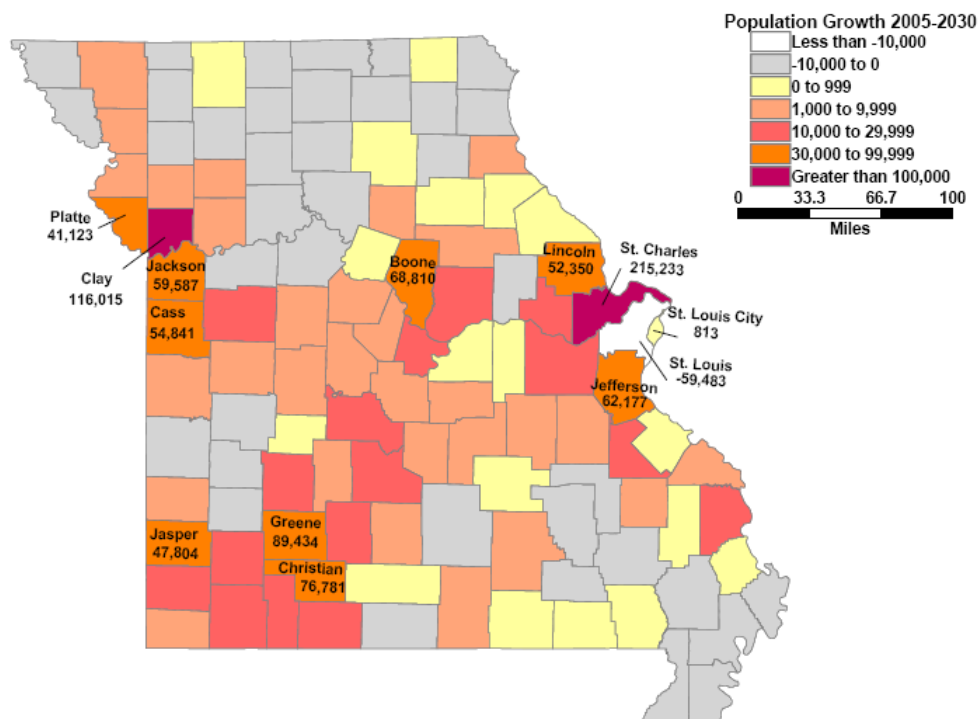 Population Growth 2005-2030
Less than -10,000
-10,000 to 0
0 to 999
1,000 to 9,999
10,000 to 29,999
30,000 to 99,999
Greater than 100,000
0 33.3 66.7 100
Miles
Platte
41,123
Clay
116,015
Jackson
59,587
Cass
54,841
Boone
68,810
Lincoln
52,350
St. Charles
215,233
St. Louis City
813
St. Louis
-59,483
Jefferson
62,177
Jasper
47,804
Greene
89,434
Christian
76,781